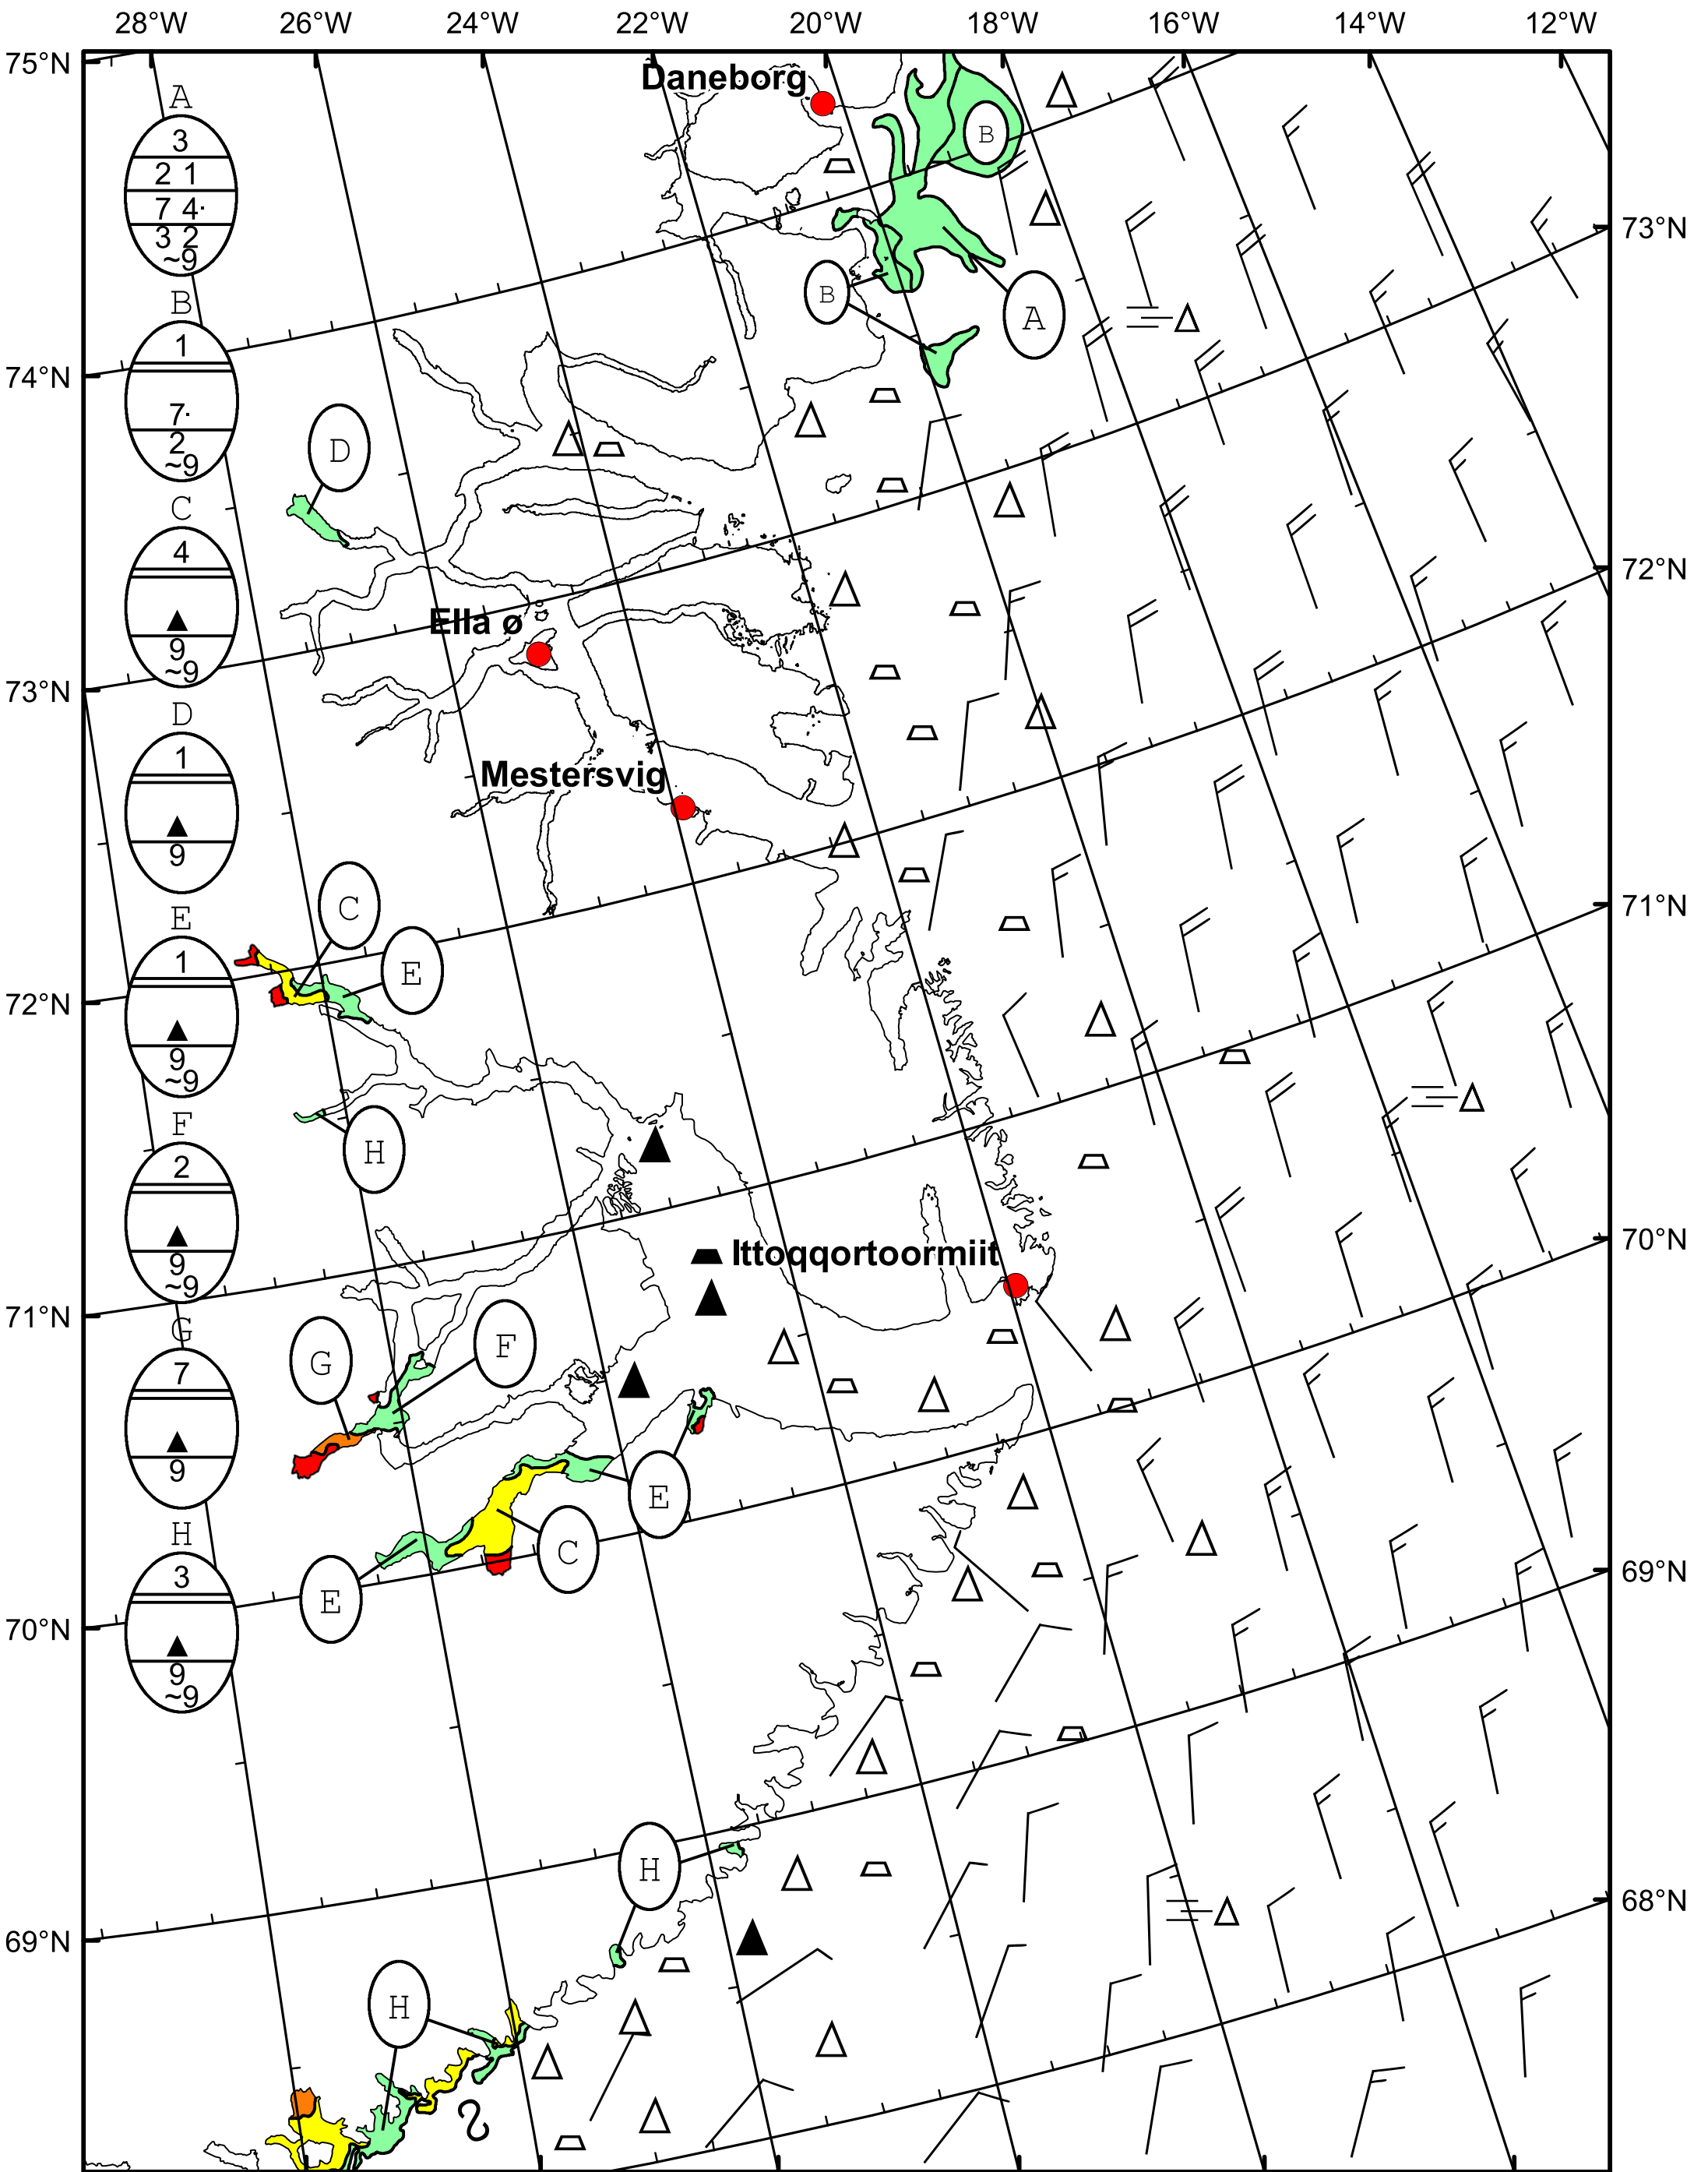 28°W 26°W 24°W 22°W 20°W 18°W 16°W 14°W 12°W
75°N
Daneborg
A
3
2 1
7 4·
3 2
~9
B
73°N
B
1
7·
2
~9
B
A
74°N
D
C
4
9
~9
72°N
Ella ø
73°N
D
1
9
Mestersvig
C
E
1
9
~9
E
71°N
72°N
F
2
9
~9
H
70°N
Ittoqqortoormiit
71°N
G
7
9
G
F
E
H
3
9
~9
C
E
69°N
70°N
H
68°N
69°N
H